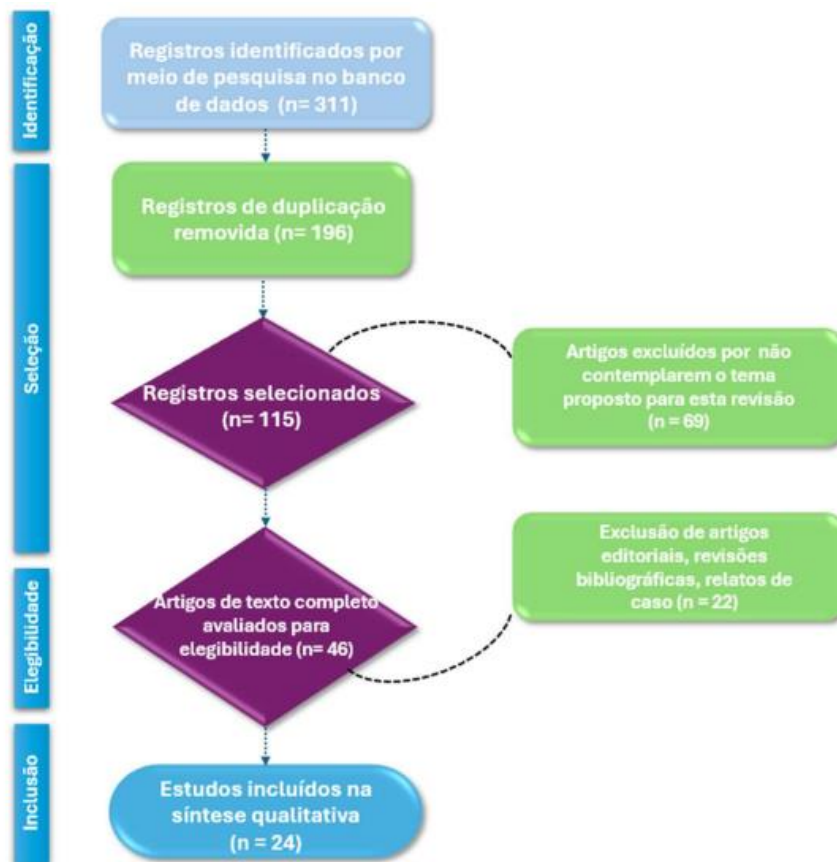 Identificação
Registros identificados por
meio de pesquisa no banco
de dados (n= 311)
Seleção
Registros de duplicação
removida (n= 196)
Registros selecionados
(n= 115)
Artigos excluídos por não
contemplarem o tema
proposto para esta revisão
(n = 69)
Elegibilidade
Artigos de texto completo
avaliados para
elegibilidade (n= 46)
Exclusão de artigos
editoriais, revisões
bibliográficas, relatos de
caso (n = 22)
Inclusão
Estudos incluídos na
síntese qualitativa
(n = 24)